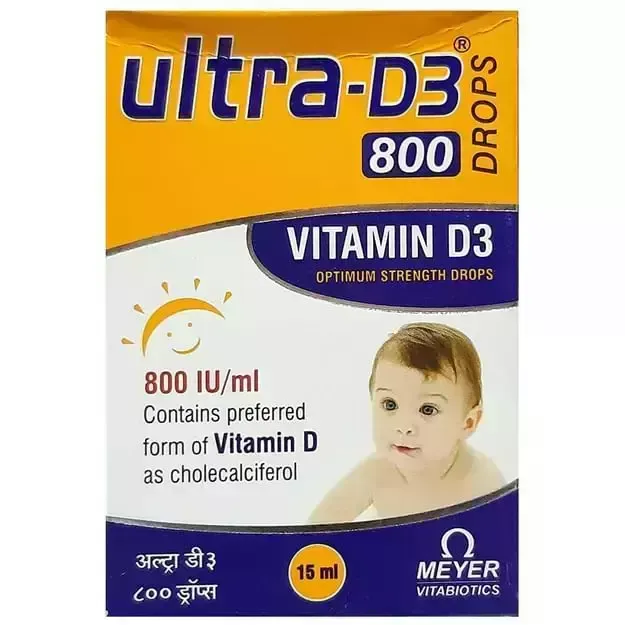 ultra-D3®
DROPS
800
VITAMIN D3
OPTIMUM STRENGTH DROPS
800 IU/ml
Contains preferred
form of Vitamin D
as cholecalciferol
अल्ट्रा डी ३
८०० ड्रॉप्स
15 ml
MEYER
VITABIOTICS